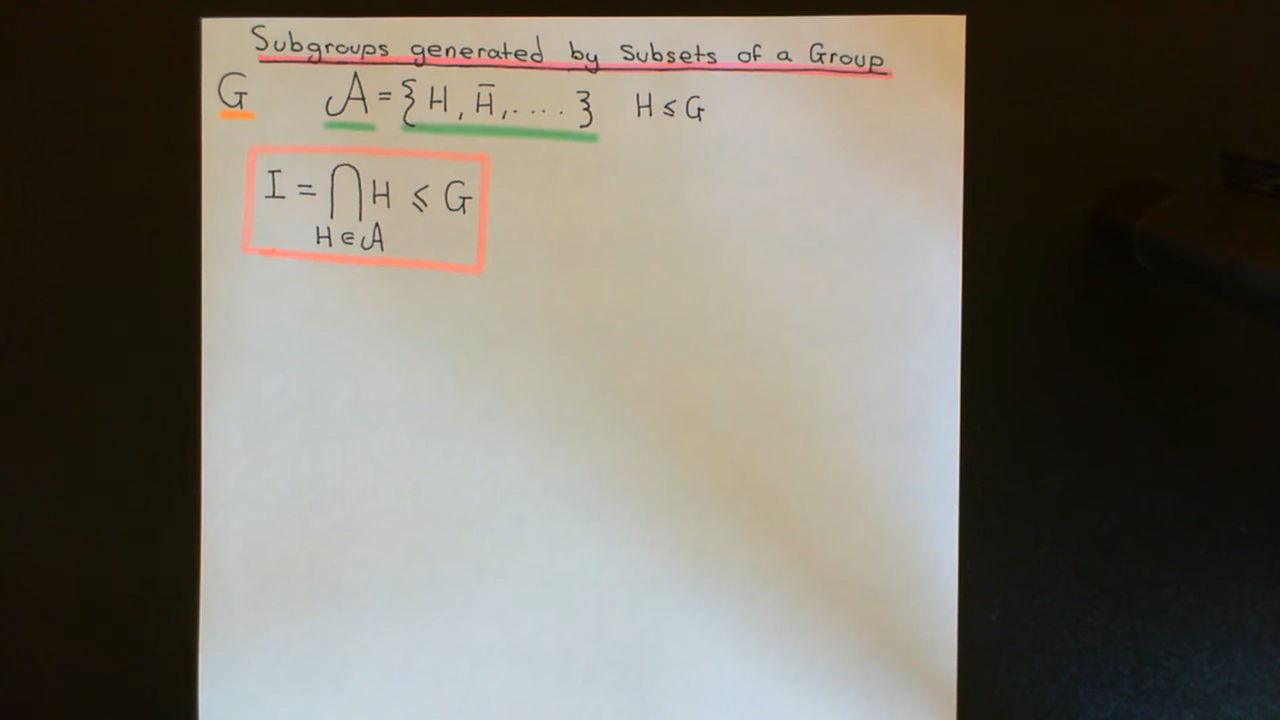 Subgroups generated by Subsets of a Group
G 𝒜 = { H, H̄, .... } H ≤ G
I = ⋂ H ≤ G
H ∈ 𝒜